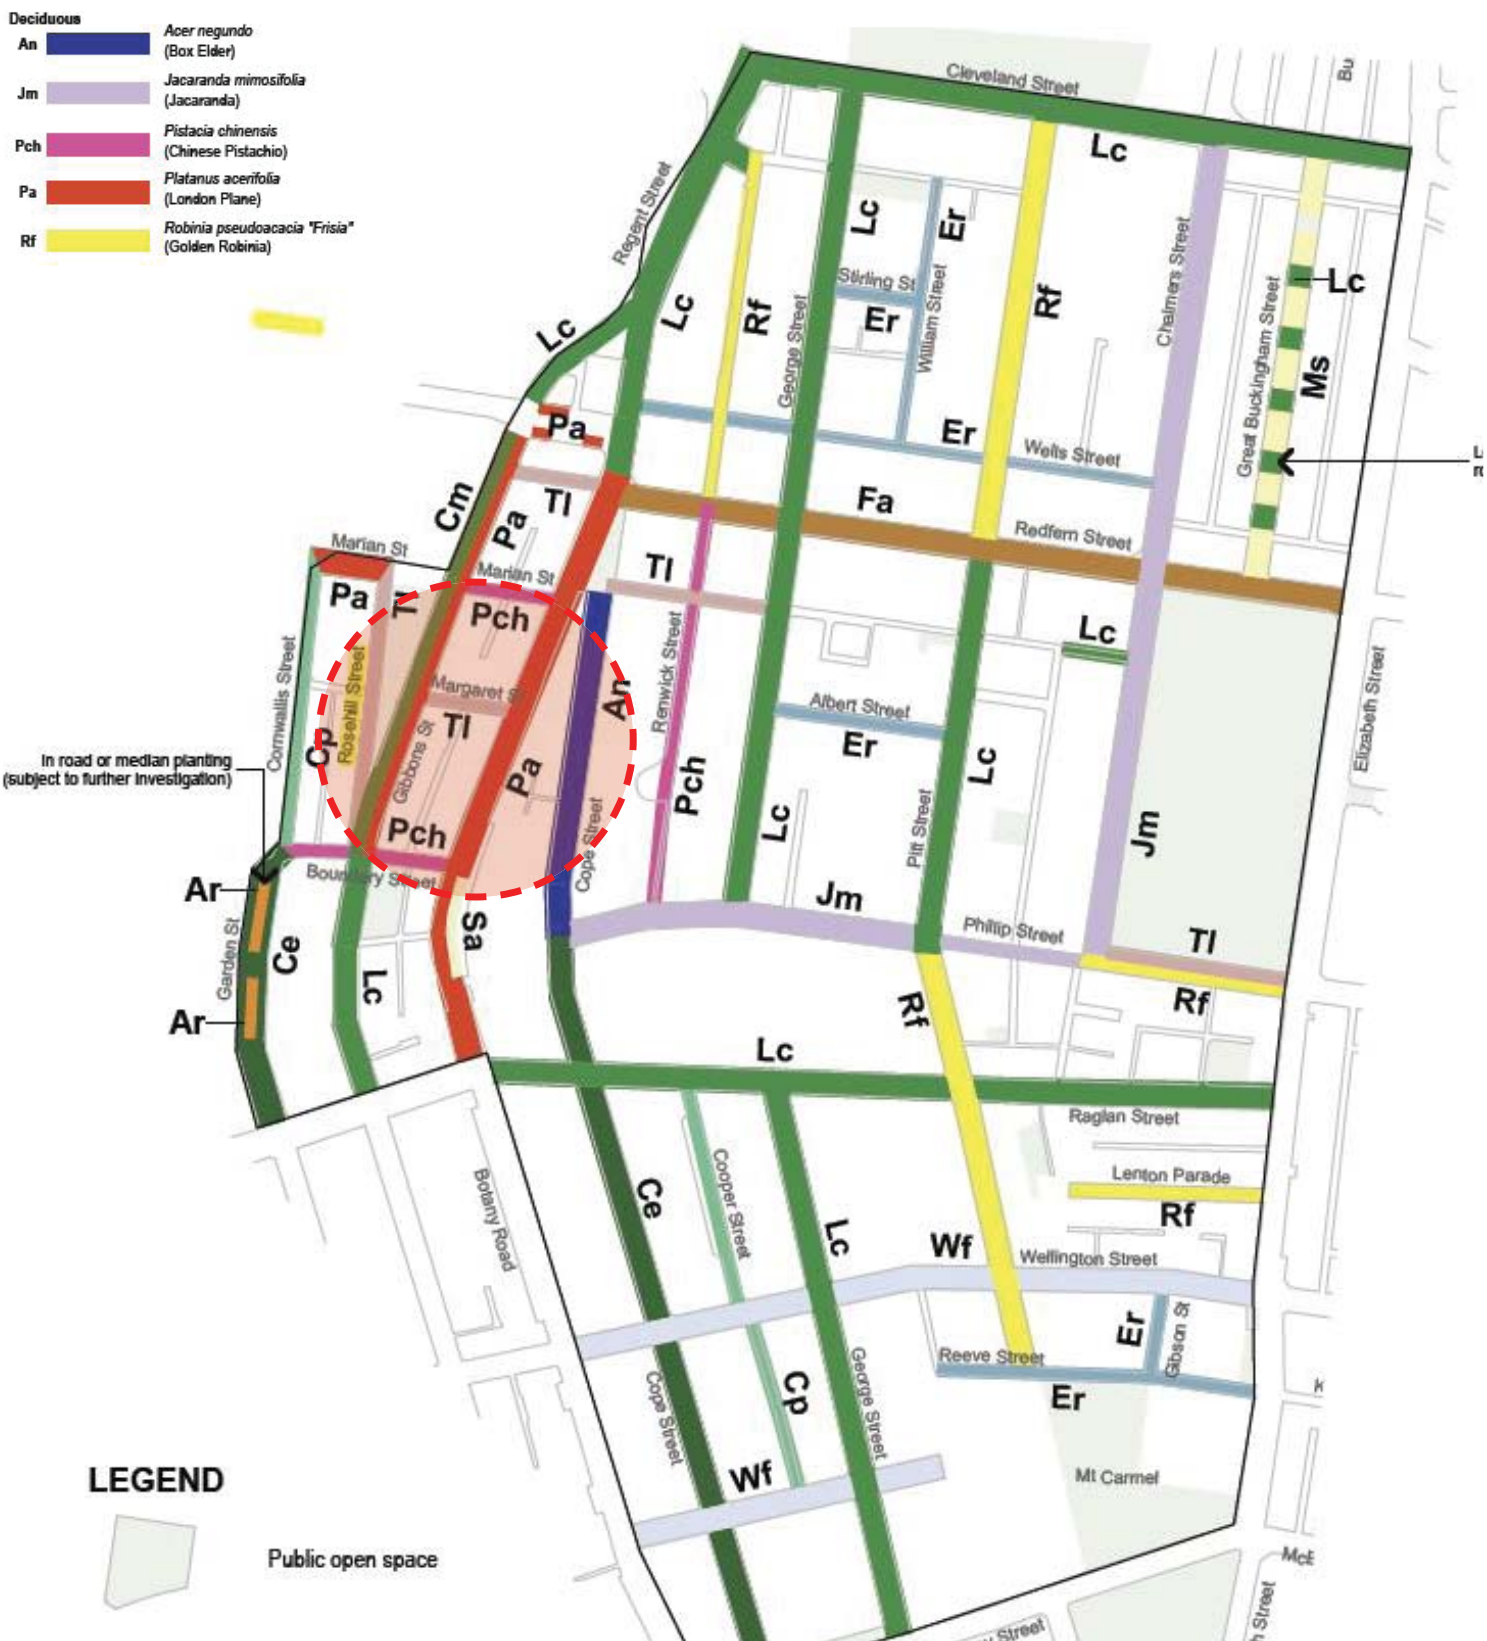 Deciduous
An
Acer negundo
(Box Elder)
Jm
Jacaranda mimosifolia
(Jacaranda)
Pch
Pistacia chinensis
(Chinese Pistachio)
Pa
Platanus acerifolia
(London Plane)
Rf
Robinia pseudoacacia "Frisia"
(Golden Robinia)
Cleveland Street
Bu
Lc
Regent Street
Lc
Er
Chalmers Street
Stirling St
Er
William Street
Lc
Rf
George Street
Rf
Lc
Great Buckingham Street
Ms
Lc
Pa
Er
Wells Street
Cm
Pa
Tl
Fa
Redfern Street
Marian St
Marian St
Tl
Pa
Tl
Pch
Lc
Cornwallis Street
Rosehill Street
Cp
Margaret S
Tl
Gibbons St
Pa
An
Renwick Street
Albert Street
Er
Elizabeth Street
In road or median planting
(subject to further investigation)
Pch
Cope Street
Pch
Lc
Pitt Street
Lc
Jm
Boundary Street
Ar
Garden St
Ce
Ar
Lc
Sa
Jm
Phillip Street
Tl
Rf
Rf
Lc
Raglan Street
Lenton Parade
Rf
Botany Road
Ce
Cooper Street
Lc
Wf
Wellington Street
Er
Gibson St
Reeve Street
Er
Cope Street
Cp
George Street
Wf
Mt Carmel
K
LEGEND
Public open space
McE
Street
h Street